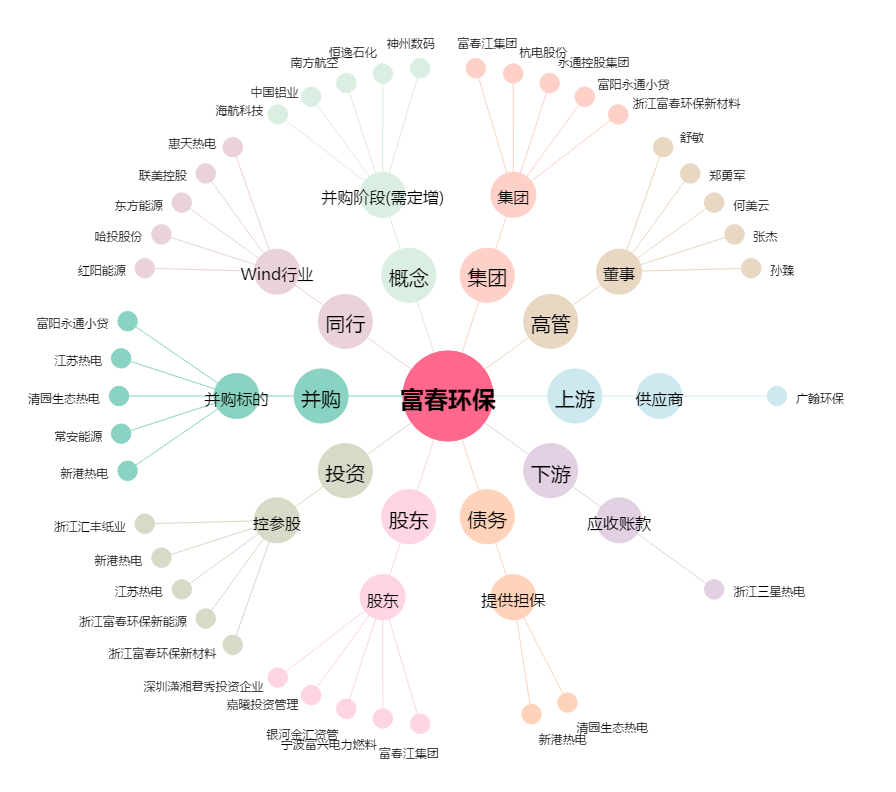 神州数码
富春江集团
恒逸石化
杭电股份
南方航空
永通控股集团
中国铝业
富阳永通小贷
海航科技
浙江富春环保新材料
惠天热电
舒敏
联美控股
郑勇军
并购阶段(需定增)
集团
东方能源
何美云
哈投股份
张杰
红阳能源
Wind行业
概念
集团
董事
孙臻
富阳永通小贷
同行
高管
江苏热电
清园生态热电
并购标的
并购
富春环保
上游
供应商
广翰环保
常安能源
新港热电
投资
下游
浙江汇丰纸业
控参股
股东
债务
应收账款
新港热电
江苏热电
浙江三星热电
股东
提供担保
浙江富春环保新能源
浙江富春环保新材料
深圳潇湘君秀投资企业
嘉曦投资管理
清园生态热电
银河金汇资管
新港热电
宁波富兴电力燃料
富春江集团